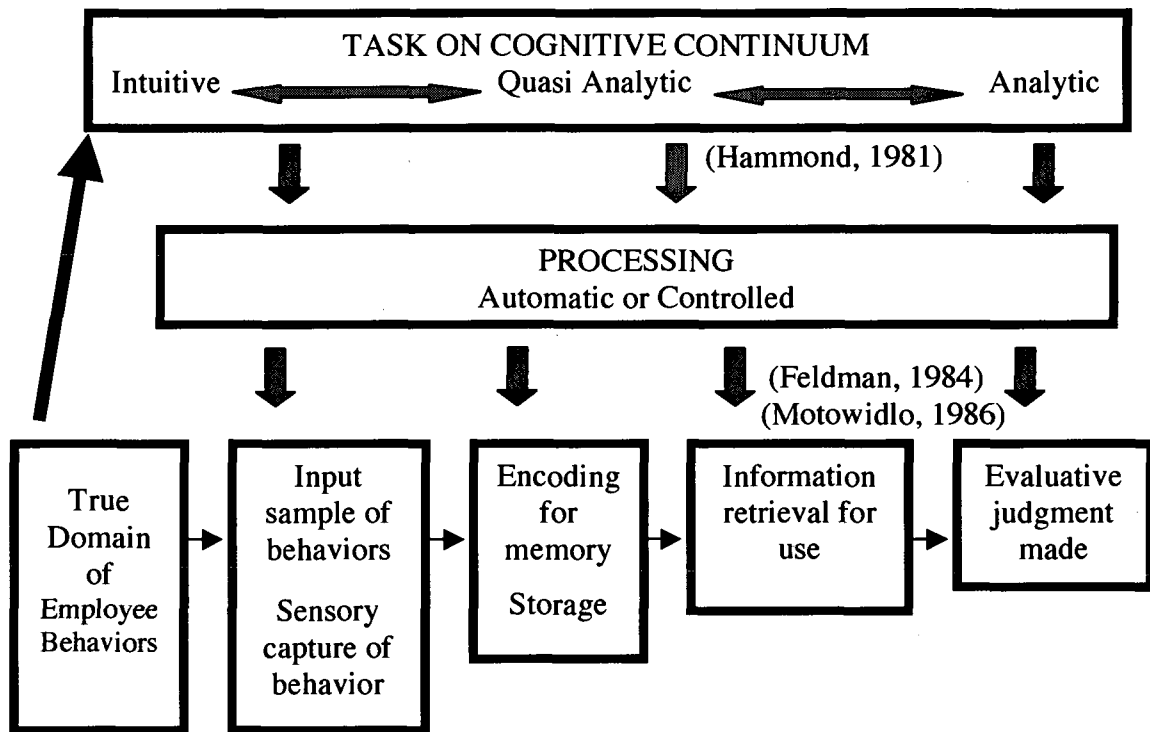 TASK ON COGNITIVE CONTINUUM
Intuitive Quasi Analytic Analytic
(Hammond, 1981)
PROCESSING
Automatic or Controlled
(Feldman, 1984)
(Motowidlo, 1986)
True
Domain
of
Employee
Behaviors
Input
sample of
behaviors
Sensory
capture of
behavior
Encoding
for
memory
Storage
Information
retrieval for
use
Evaluative
judgment
made